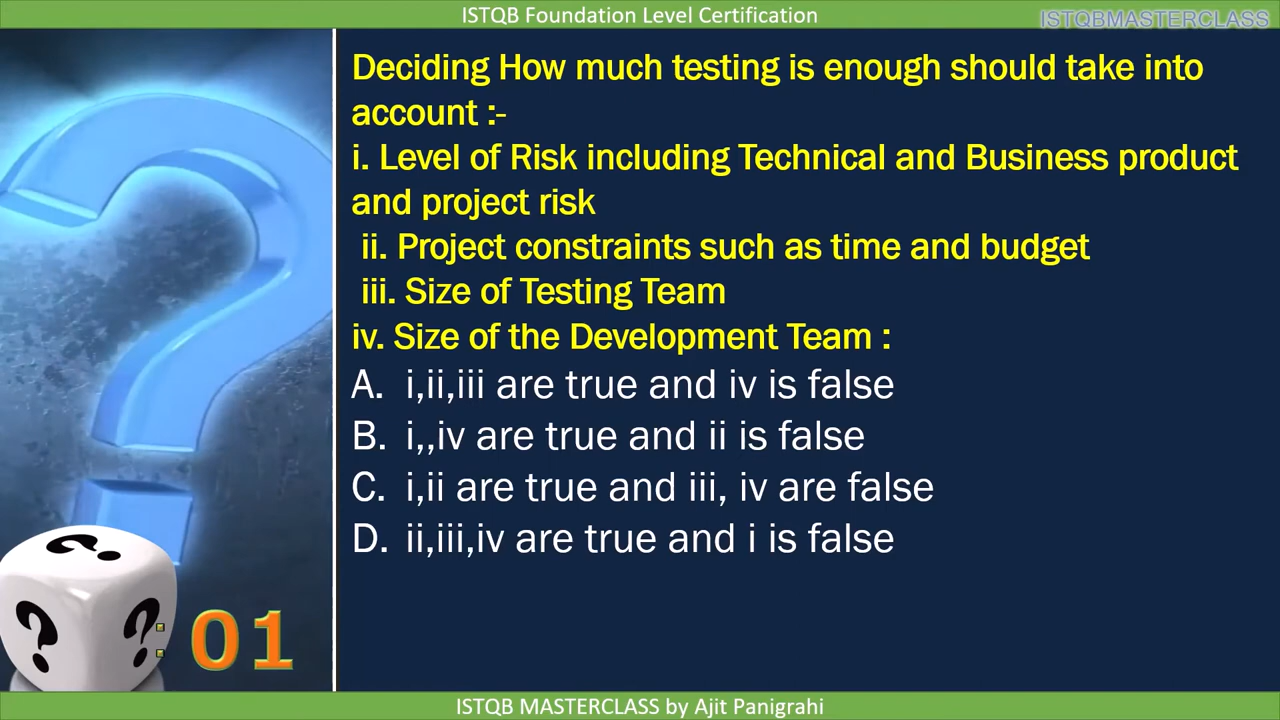 ISTQB Foundation Level Certification
ISTQBMASTERCLASS
Deciding How much testing is enough should take into
account :-
i. Level of Risk including Technical and Business product
and project risk
ii. Project constraints such as time and budget
iii. Size of Testing Team
iv. Size of the Development Team :
A. i,ii,iii are true and iv is false
B. i,,iv are true and ii is false
C. i,ii are true and iii, iv are false
D. ii,iii,iv are true and i is false
? ? ?
: 01
ISTQB MASTERCLASS by Ajit Panigrahi